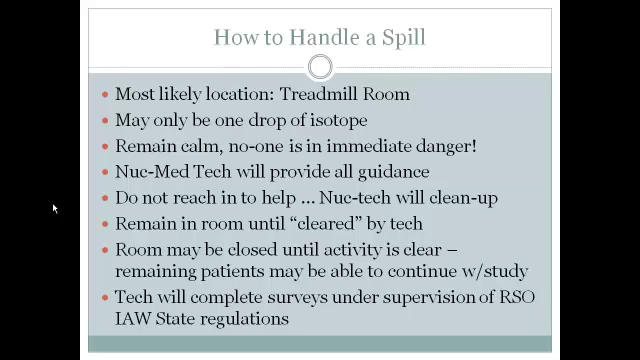 How to Handle a Spill
Most likely location: Treadmill Room
May only be one drop of isotope
Remain calm, no-one is in immediate danger!
Nuc-Med Tech will provide all guidance
Do not reach in to help ... Nuc-tech will clean-up
Remain in room until “cleared” by tech
Room may be closed until activity is clear –
remaining patients may be able to continue w/study
Tech will complete surveys under supervision of RSO
IAW State regulations